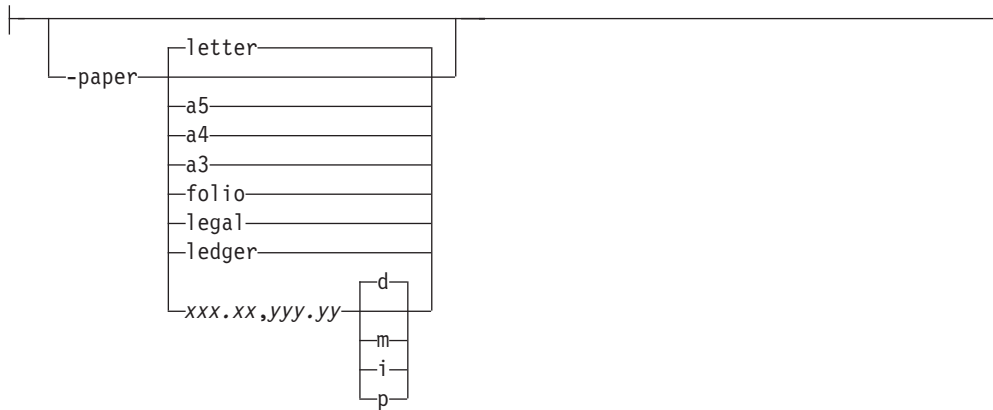 letter
-paper
a5
a4
a3
folio
legal
ledger
d
xxx.xx,yyy.yy
m
i
p